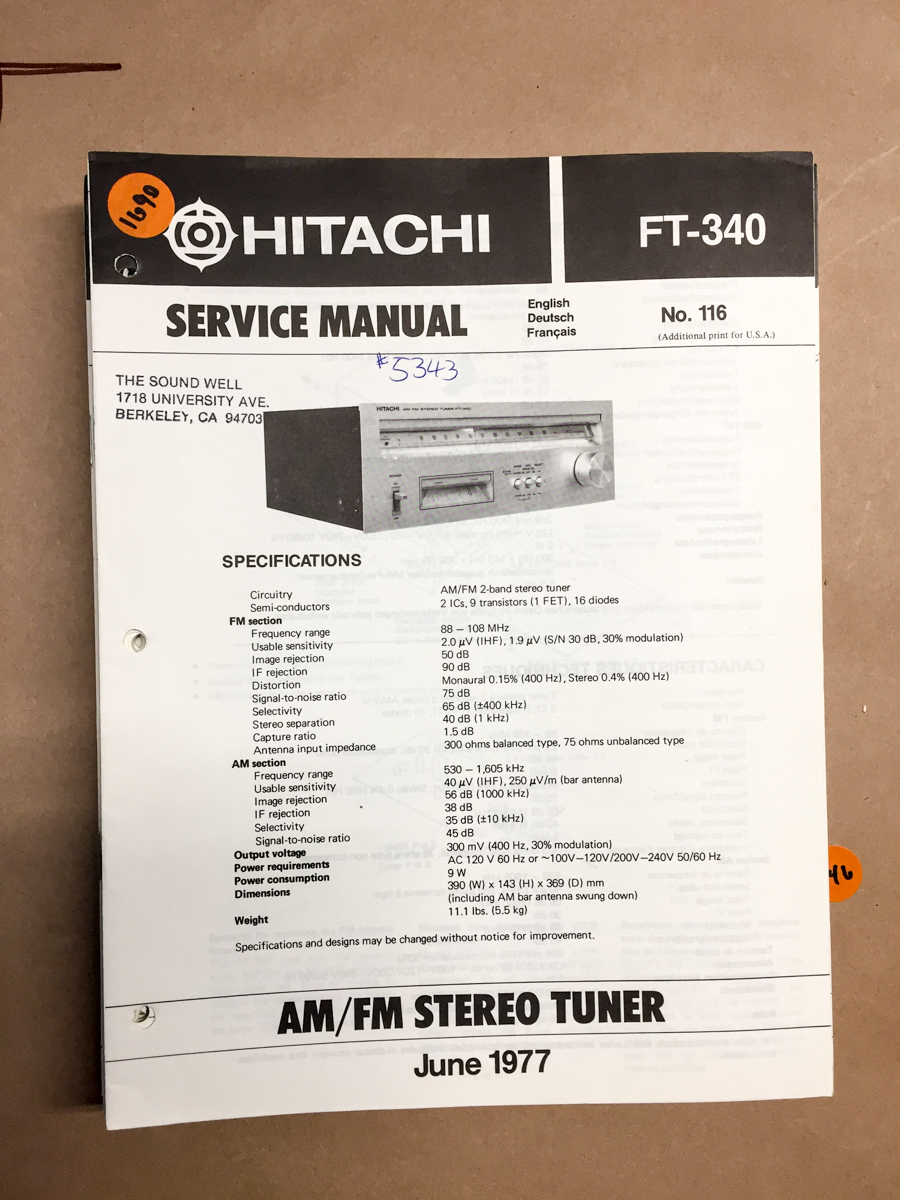 1690
HITACHI
FT-340
SERVICE MANUAL
English
Deutsch
Français
No. 116
(Additional print for U.S.A.)
#5343
THE SOUND WELL
1718 UNIVERSITY AVE.
BERKELEY, CA 94703
HITACHI AM FM STEREO TUNER FT-340
SPECIFICATIONS
Circuitry AM/FM 2-band stereo tuner
Semi-conductors 2 ICs, 9 transistors (1 FET), 16 diodes
FM section
Frequency range 88 – 108 MHz
Usable sensitivity 2.0 µV (IHF), 1.9 µV (S/N 30 dB, 30% modulation)
Image rejection 50 dB
IF rejection 90 dB
Distortion Monaural 0.15% (400 Hz), Stereo 0.4% (400 Hz)
Signal-to-noise ratio 75 dB
Selectivity 65 dB (±400 kHz)
Stereo separation 40 dB (1 kHz)
Capture ratio 1.5 dB
Antenna input impedance 300 ohms balanced type, 75 ohms unbalanced type
AM section
Frequency range 530 – 1,605 kHz
Usable sensitivity 40 µV (IHF), 250 µV/m (bar antenna)
Image rejection 56 dB (1000 kHz)
IF rejection 38 dB
Selectivity 35 dB (±10 kHz)
Signal-to-noise ratio 45 dB
Output voltage 300 mV (400 Hz, 30% modulation)
Power requirements AC 120 V 60 Hz or ~100V–120V/200V–240V 50/60 Hz
Power consumption 9 W
Dimensions 390 (W) x 143 (H) x 369 (D) mm
(including AM bar antenna swung down)
Weight 11.1 lbs. (5.5 kg)
Specifications and designs may be changed without notice for improvement.
AM/FM STEREO TUNER
June 1977